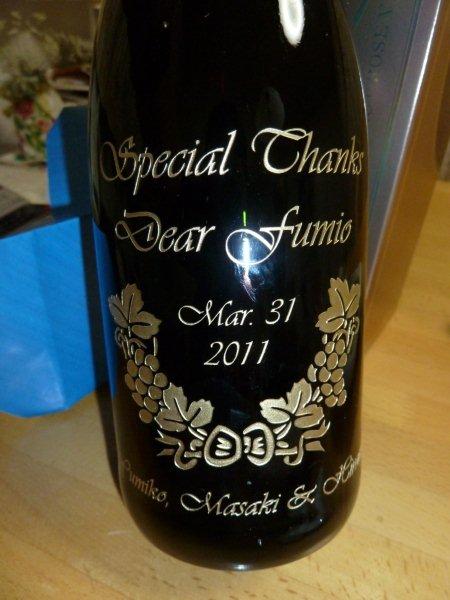 Special Thanks
Dear Fumio
Mar. 31
2011
Masaki &